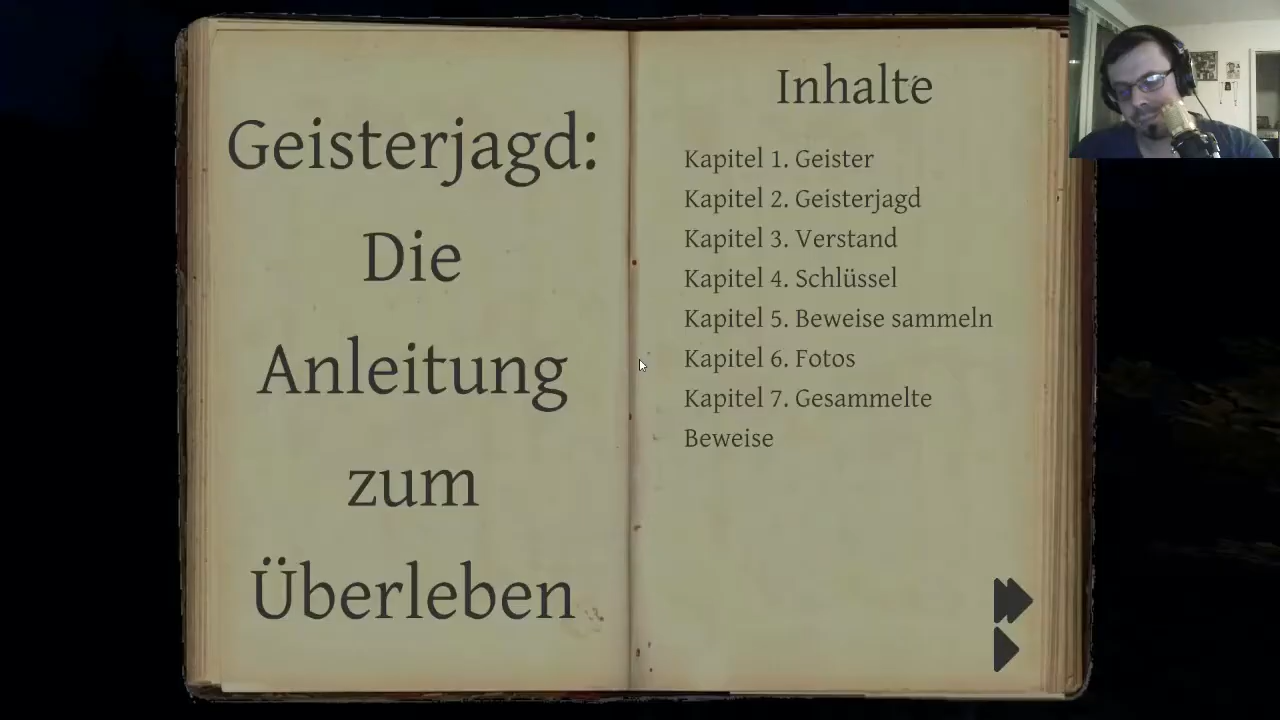 Geisterjagd:
Die
Anleitung
zum
Überleben
Inhalte
Kapitel 1. Geister
Kapitel 2. Geisterjagd
Kapitel 3. Verstand
Kapitel 4. Schlüssel
Kapitel 5. Beweise sammeln
Kapitel 6. Fotos
Kapitel 7. Gesammelte
Beweise